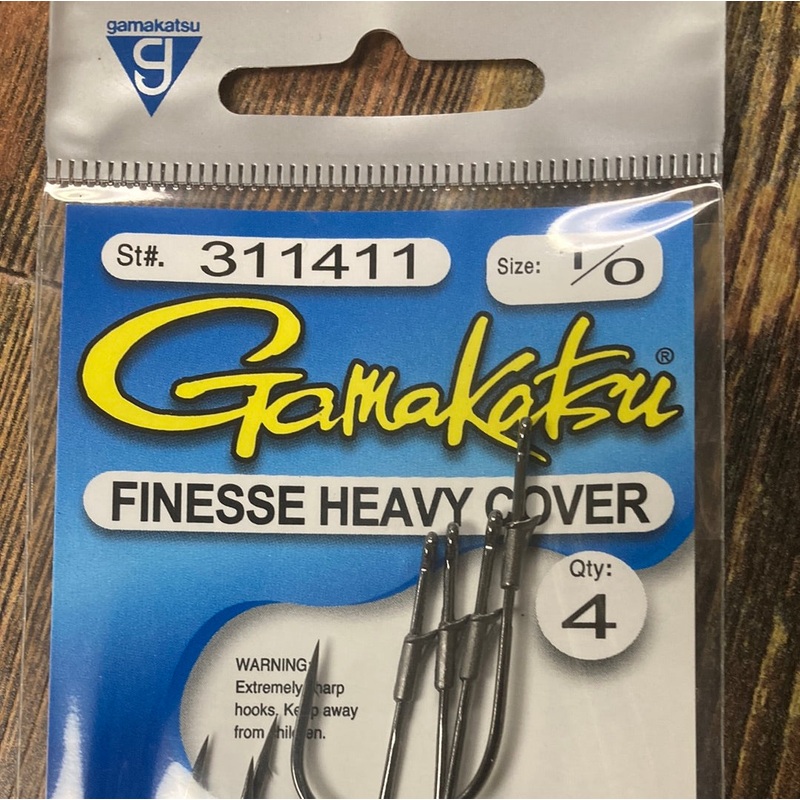 gamakatsu
St#. 311411
Size: 1/0
Gamakatsu®
FINESSE HEAVY COVER
Qty:
4
WARNING:
Extremely sharp
hooks. Keep away
from children.